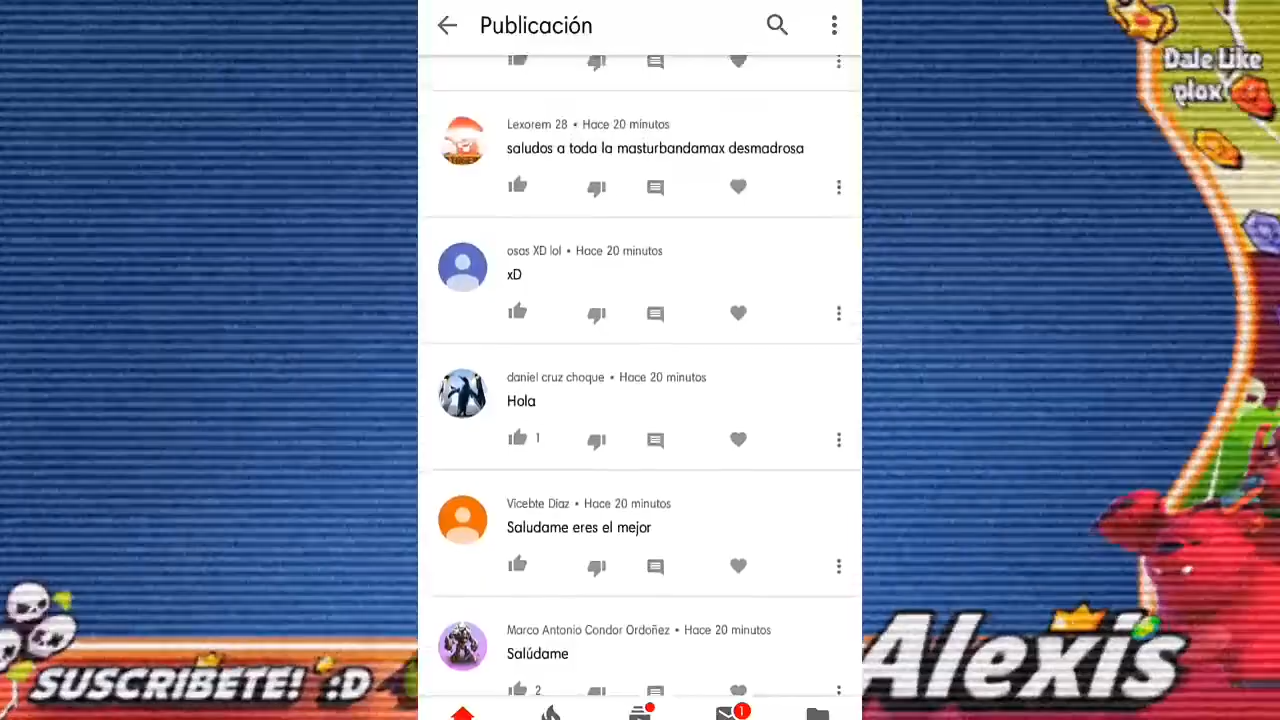 Publicación
Dale Like
plox!
Lexorem 28 • Hace 20 minutos
saludos a toda la masturbandamax desmadrosa
osas XD lol • Hace 20 minutos
xD
daniel cruz choque • Hace 20 minutos
Hola
1
Vicebte Diaz • Hace 20 minutos
Saludame eres el mejor
Marco Antonio Condor Ordoñez • Hace 20 minutos
Salúdame
2
SUSCRIBETE! :D
Alexis
1